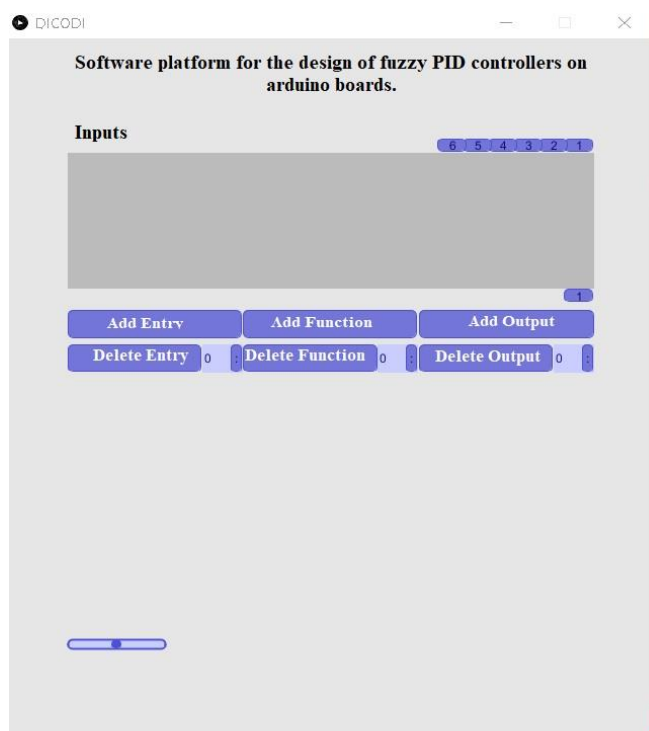 DICODI
Software platform for the design of fuzzy PID controllers on
arduino boards.
Inputs
6 5 4 3 2 1
1
Add Entry Add Function Add Output
Delete Entry 0 : Delete Function 0 : Delete Output 0 :